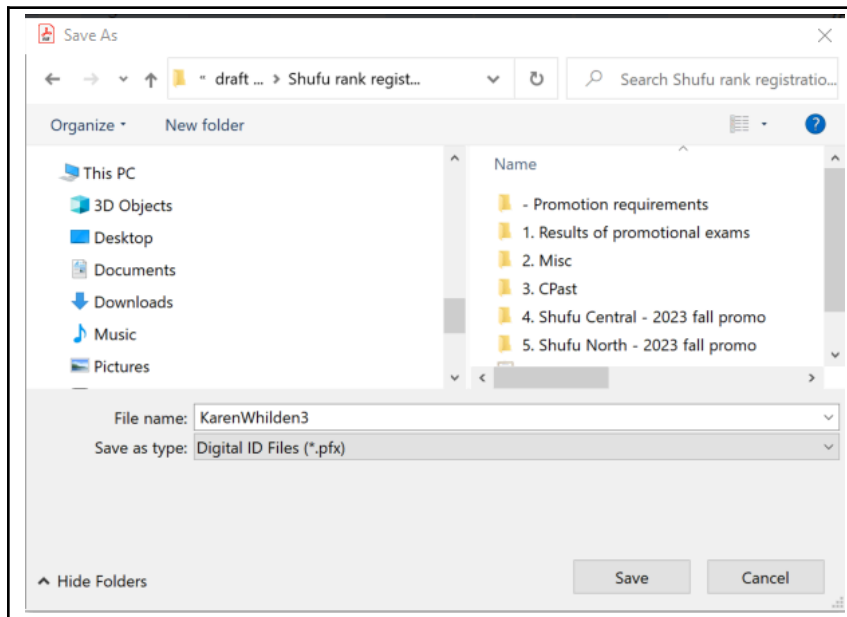 Save As
" draft ... > Shufu rank regist...
Search Shufu rank registratio...
Organize
New folder
?
This PC
3D Objects
Desktop
Documents
Downloads
Music
Pictures
Name
- Promotion requirements
1. Results of promotional exams
2. Misc
3. CPast
4. Shufu Central - 2023 fall promo
5. Shufu North - 2023 fall promo
File name: KarenWhilden3
Save as type: Digital ID Files (*.pfx)
Hide Folders
Save
Cancel